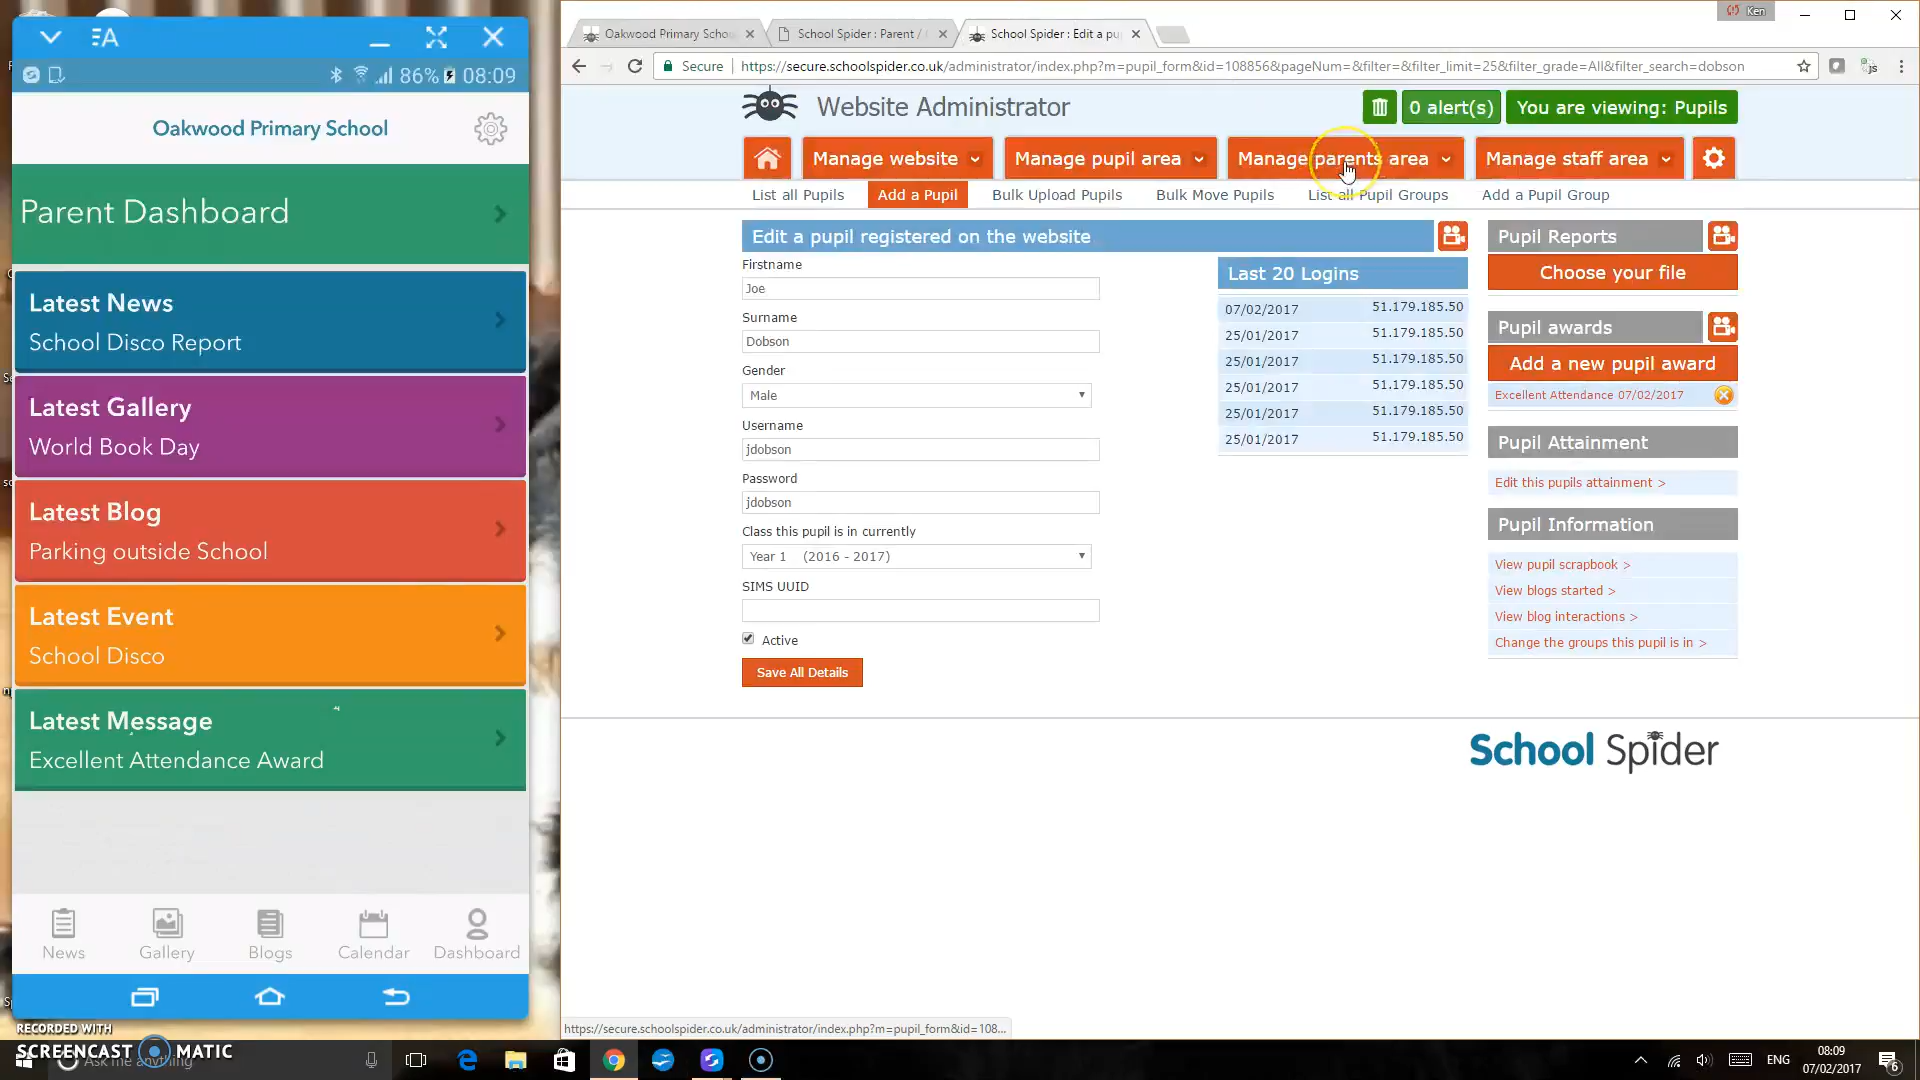 86% 08:09
Oakwood Primary School
Parent Dashboard
Latest News
School Disco Report
Latest Gallery
World Book Day
Latest Blog
Parking outside School
Latest Event
School Disco
Latest Message
Excellent Attendance Award
News
Gallery
Blogs
Calendar
Dashboard
RECORDED WITH
SCREENCAST MATIC
Ask me anything
Ken
Oakwood Primary Schoo
School Spider : Parent /
School Spider : Edit a pu
Secure
https://secure.schoolspider.co.uk/administrator/index.php?m=pupil_form&id=108856&pageNum=&filter=&filter_limit=25&filter_grade=All&filter_search=dobson
Website Administrator
0 alert(s)
You are viewing: Pupils
Manage website
Manage pupil area
Manage parents area
Manage staff area
List all Pupils
Add a Pupil
Bulk Upload Pupils
Bulk Move Pupils
List all Pupil Groups
Add a Pupil Group
Edit a pupil registered on the website
Firstname
Joe
Surname
Dobson
Gender
Male
Username
jdobson
Password
jdobson
Class this pupil is in currently
Year 1 (2016 - 2017)
SIMS UUID
Active
Save All Details
Last 20 Logins
07/02/2017 51.179.185.50
25/01/2017 51.179.185.50
25/01/2017 51.179.185.50
25/01/2017 51.179.185.50
25/01/2017 51.179.185.50
25/01/2017 51.179.185.50
Pupil Reports
Choose your file
Pupil awards
Add a new pupil award
Excellent Attendance 07/02/2017
Pupil Attainment
Edit this pupils attainment >
Pupil Information
View pupil scrapbook >
View blogs started >
View blog interactions >
Change the groups this pupil is in >
School Spider
https://secure.schoolspider.co.uk/administrator/index.php?m=pupil_form&id=108...
ENG
08:09
07/02/2017
6